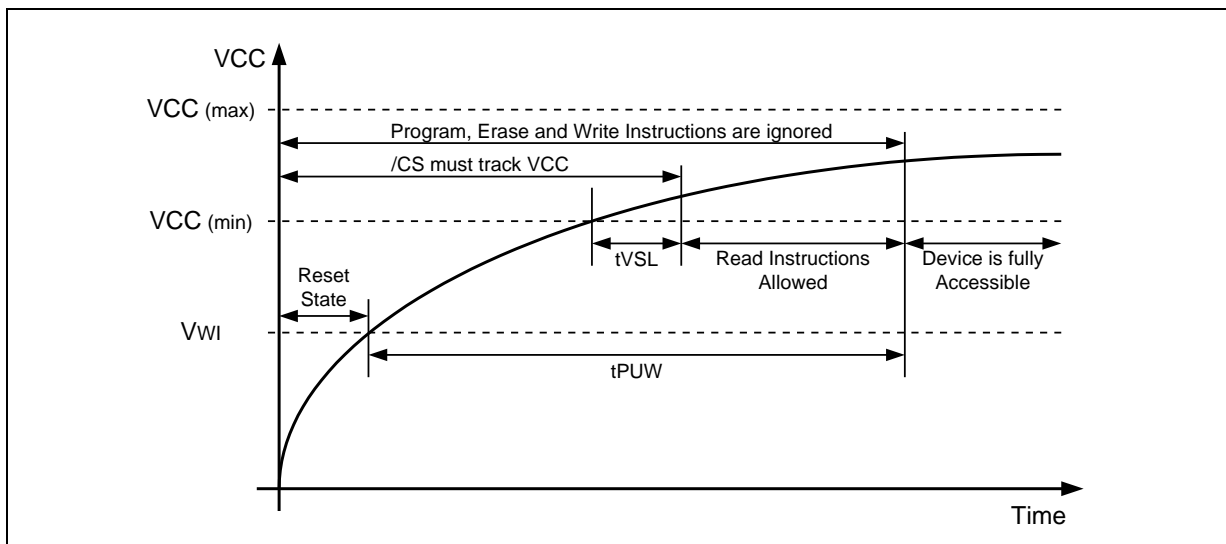 VCC
VCC (max)
Program, Erase and Write Instructions are ignored
/CS must track VCC
VCC (min)
tVSL
Read Instructions
Allowed
Device is fully
Accessible
Reset
State
VWI
tPUW
Time